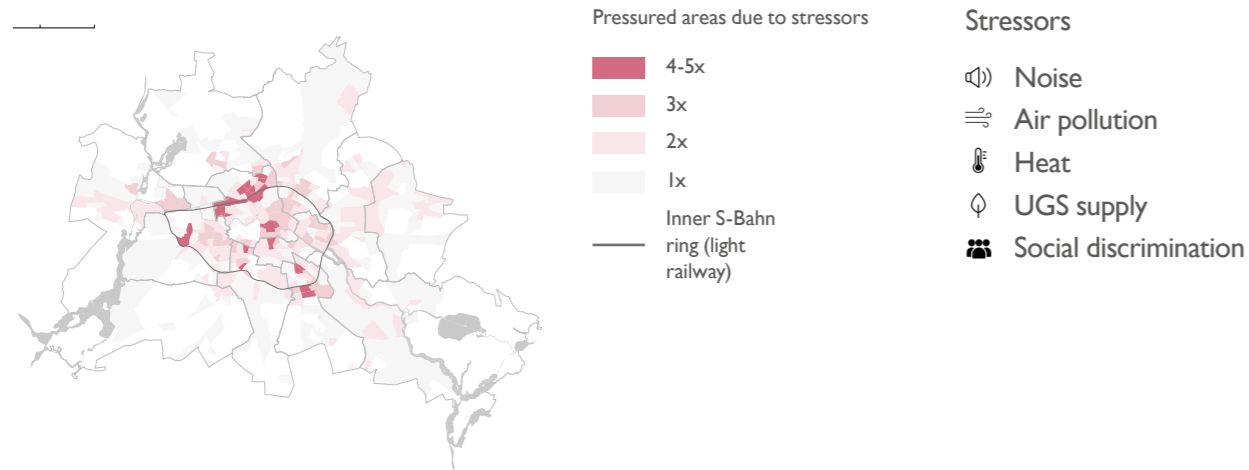 Pressured areas due to stressors
4-5x
3x
2x
1x
Inner S-Bahn
ring (light
railway)
Stressors
Noise
Air pollution
Heat
UGS supply
Social discrimination